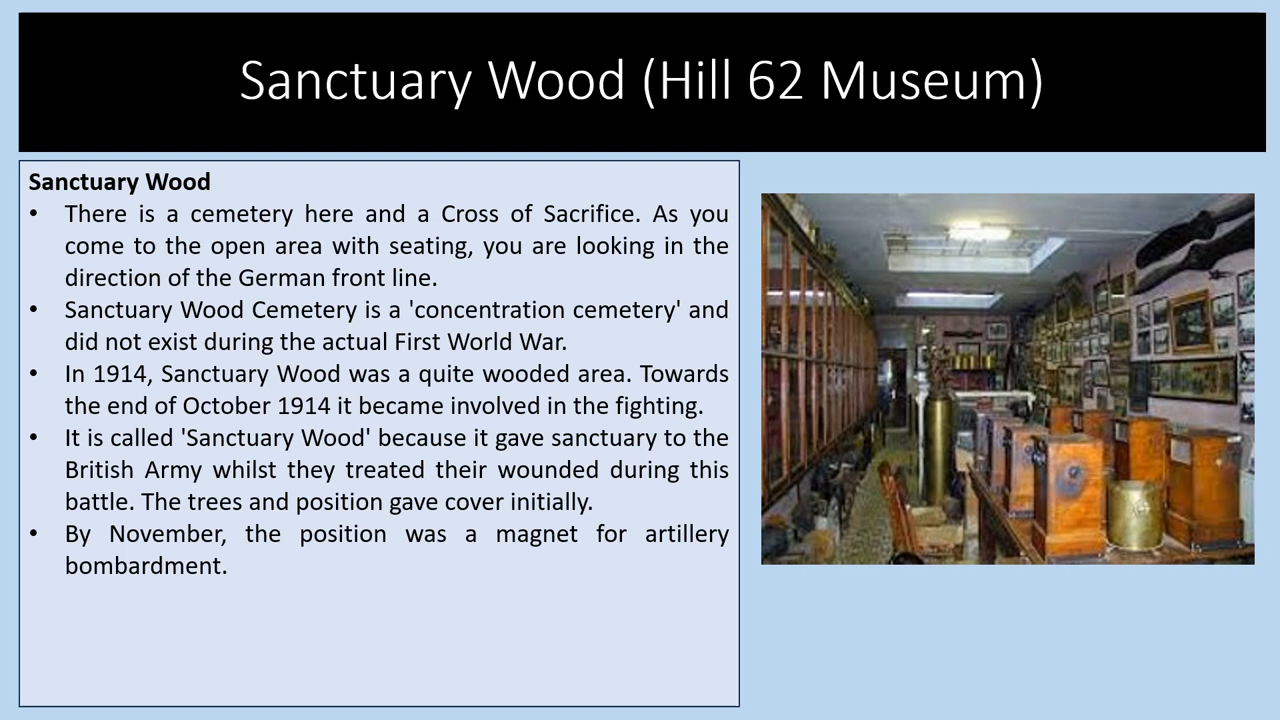 Sanctuary Wood (Hill 62 Museum)
Sanctuary Wood
• There is a cemetery here and a Cross of Sacrifice. As you
come to the open area with seating, you are looking in the
direction of the German front line.
• Sanctuary Wood Cemetery is a 'concentration cemetery' and
did not exist during the actual First World War.
• In 1914, Sanctuary Wood was a quite wooded area. Towards
the end of October 1914 it became involved in the fighting.
• It is called 'Sanctuary Wood' because it gave sanctuary to the
British Army whilst they treated their wounded during this
battle. The trees and position gave cover initially.
• By November, the position was a magnet for artillery
bombardment.